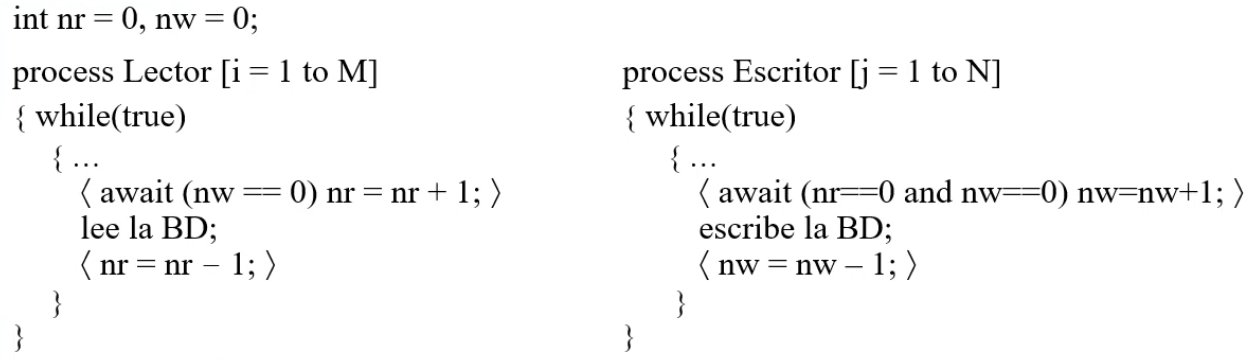 int nr = 0, nw = 0;
process Lector [i = 1 to M]
{ while(true)
{ ...
⟨ await (nw == 0) nr = nr + 1; ⟩
lee la BD;
⟨ nr = nr – 1; ⟩
}
}
process Escritor [j = 1 to N]
{ while(true)
{ ...
⟨ await (nr==0 and nw==0) nw=nw+1; ⟩
escribe la BD;
⟨ nw = nw – 1; ⟩
}
}